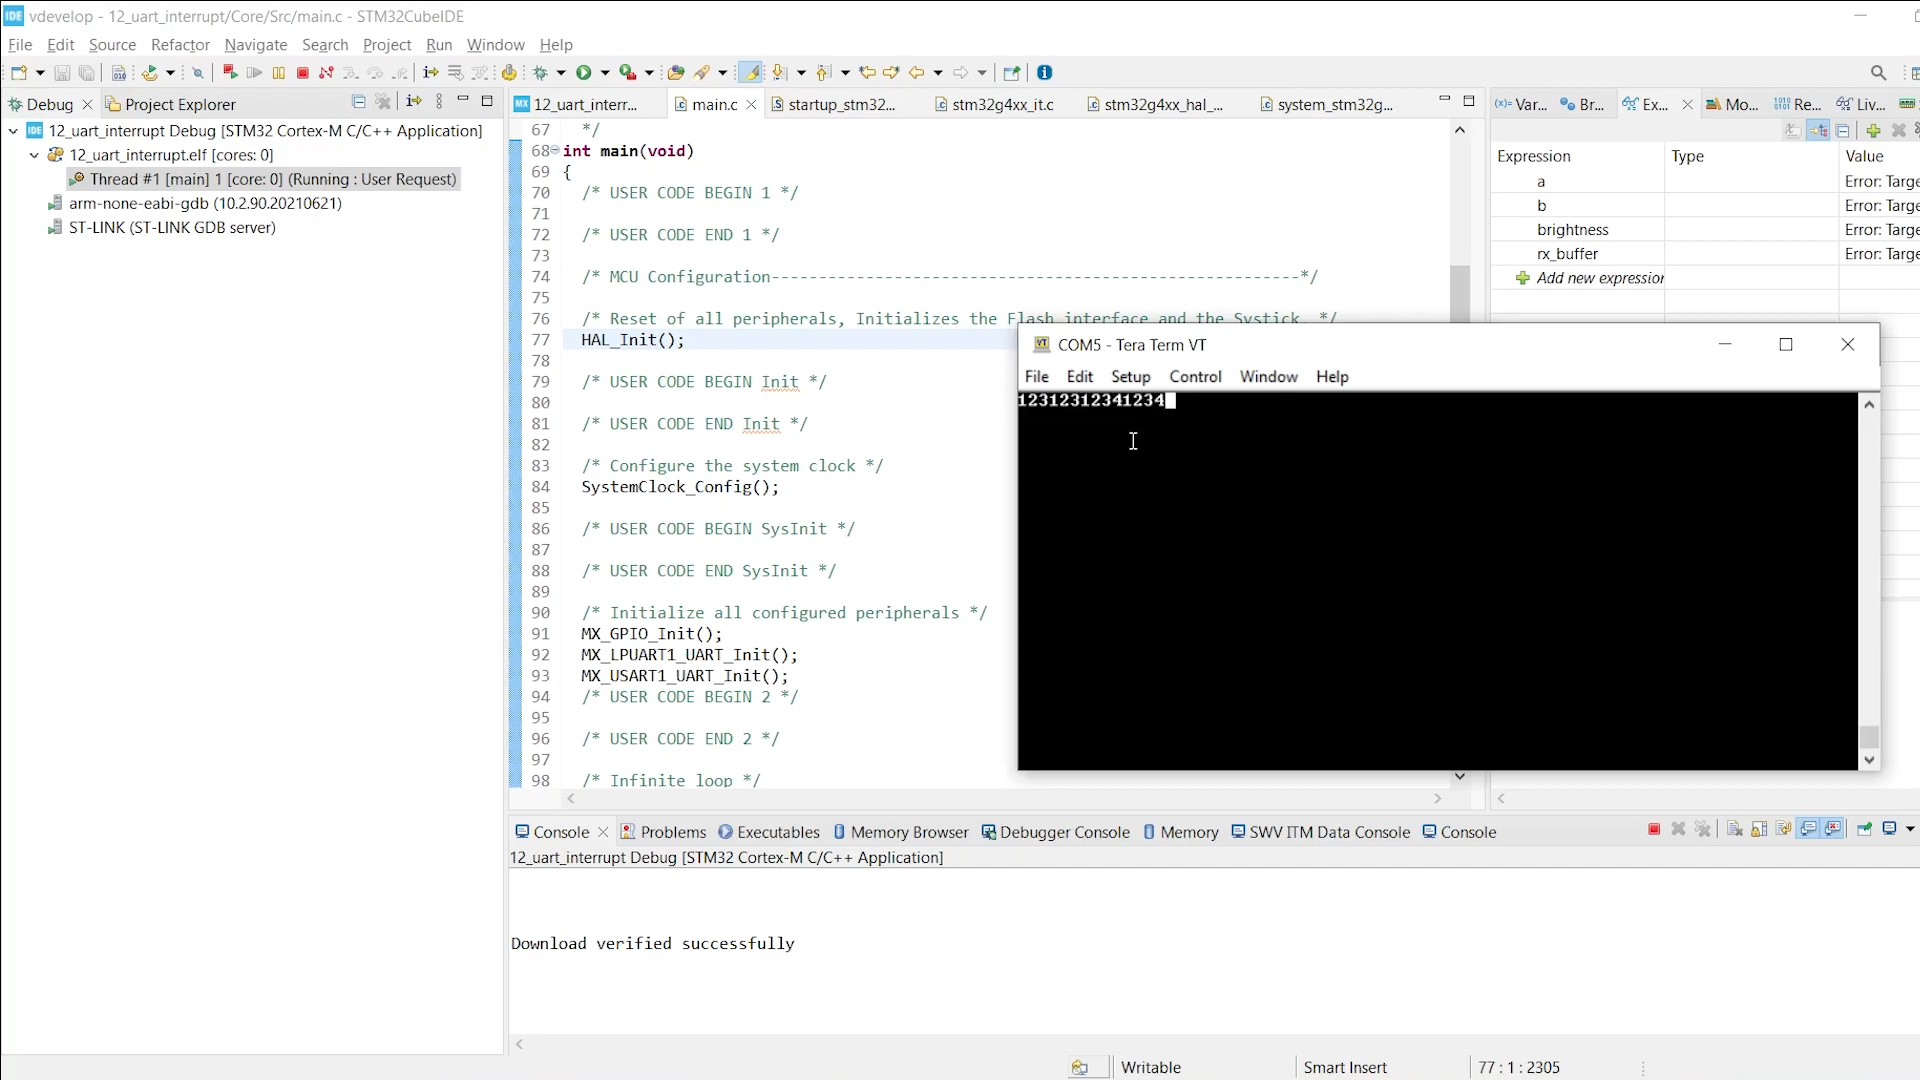 IDE vdevelop - 12_uart_interrupt/Core/Src/main.c - STM32CubeIDE
File Edit Source Refactor Navigate Search Project Run Window Help
Debug Project Explorer
12_uart_interrupt Debug [STM32 Cortex-M C/C++ Application]
12_uart_interrupt.elf [cores: 0]
Thread #1 [main] 1 [core: 0] (Running : User Request)
arm-none-eabi-gdb (10.2.90.20210621)
ST-LINK (ST-LINK GDB server)
MX 12_uart_interr... main.c startup_stm32... stm32g4xx_it.c stm32g4xx_hal_... system_stm32g...
67 */
68 int main(void)
69 {
70 /* USER CODE BEGIN 1 */
71
72 /* USER CODE END 1 */
73
74 /* MCU Configuration--------------------------------------------------------*/
75
76 /* Reset of all peripherals, Initializes the Flash interface and the Systick. */
77 HAL_Init();
78
79 /* USER CODE BEGIN Init */
80
81 /* USER CODE END Init */
82
83 /* Configure the system clock */
84 SystemClock_Config();
85
86 /* USER CODE BEGIN SysInit */
87
88 /* USER CODE END SysInit */
89
90 /* Initialize all configured peripherals */
91 MX_GPIO_Init();
92 MX_LPUART1_UART_Init();
93 MX_USART1_UART_Init();
94 /* USER CODE BEGIN 2 */
95
96 /* USER CODE END 2 */
97
98 /* Infinite loop */
(x)= Var... Br... Ex... Mo... Re... Liv...
Expression Type Value
a Error: Targe
b Error: Targe
brightness Error: Targe
rx_buffer Error: Targe
Add new expression
COM5 - Tera Term VT
File Edit Setup Control Window Help
12312312341234
Console Problems Executables Memory Browser Debugger Console Memory SWV ITM Data Console Console
12_uart_interrupt Debug [STM32 Cortex-M C/C++ Application]
Download verified successfully
Writable Smart Insert 77 : 1 : 2305